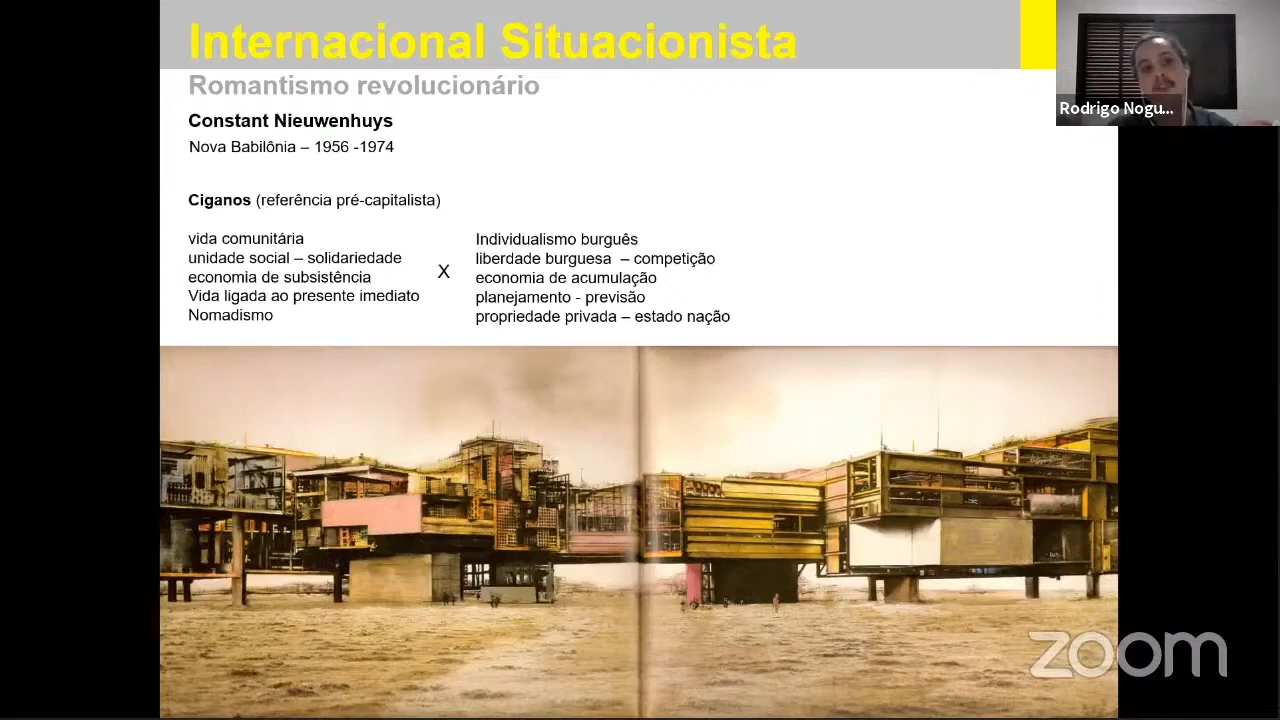 Internacional Situacionista
Romantismo revolucionário
Constant Nieuwenhuys
Nova Babilônia – 1956 -1974
Ciganos (referência pré-capitalista)
vida comunitária
unidade social – solidariedade
economia de subsistência
Vida ligada ao presente imediato
Nomadismo
X
Individualismo burguês
liberdade burguesa – competição
economia de acumulação
planejamento - previsão
propriedade privada – estado nação
Rodrigo Nogu...
zoom